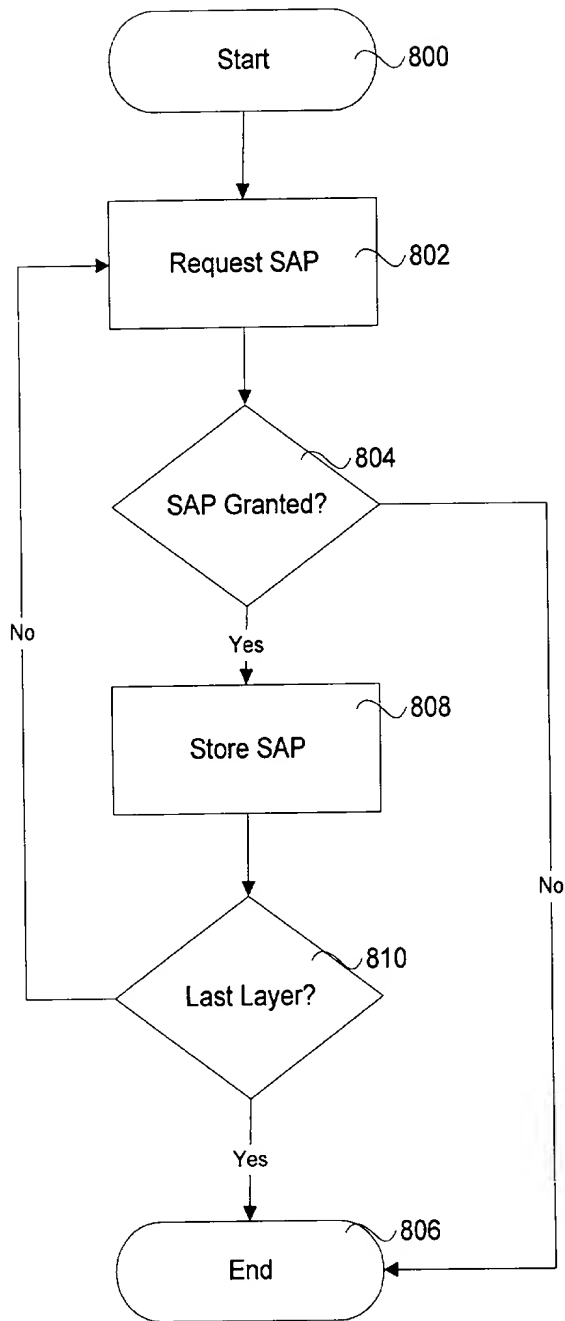 Start
800
Request SAP
802
804
SAP Granted?
No
Yes
808
Store SAP
No
810
Last Layer?
Yes
806
End